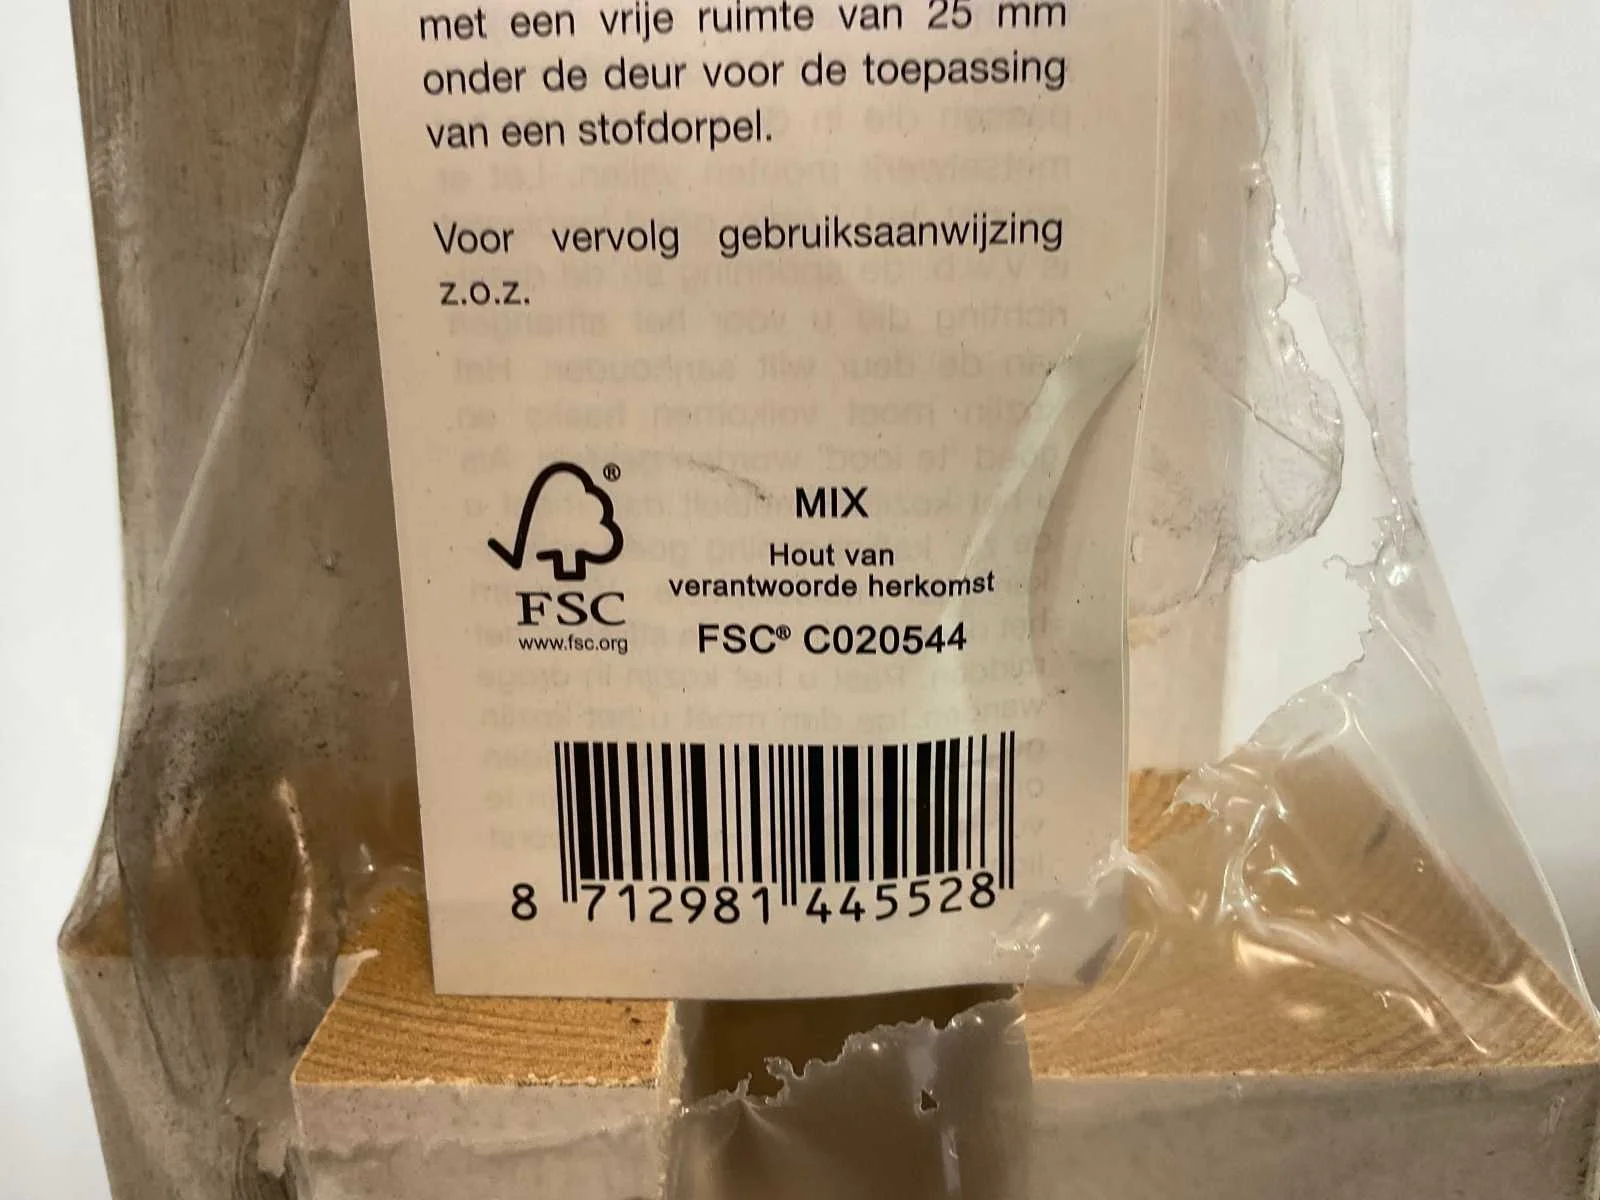 met een vrije ruimte van 25 mm
onder de deur voor de toepassing
van een stofdorpel.
Voor vervolg gebruiksaanwijzing
z.o.z.
®
FSC
www.fsc.org
MIX
Hout van
verantwoorde herkomst
FSC® C020544
8 712981 445528